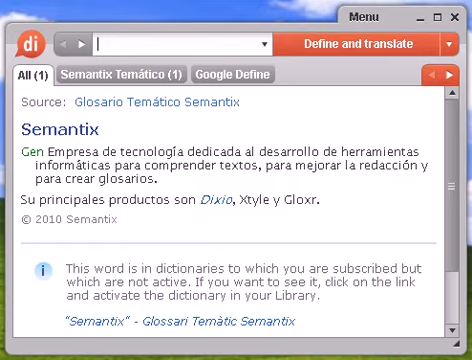 Menu
di
Define and translate
All (1)
Semantix Temático (1)
Google Define
Source: Glosario Temático Semantix
Semantix
Gen Empresa de tecnología dedicada al desarrollo de herramientas
informáticas para comprender textos, para mejorar la redacción y
para crear glosarios.
Su principales productos son Dixio, Xtyle y Gloxr.
© 2010 Semantix
i
This word is in dictionaries to which you are subscribed but
which are not active. If you want to see it, click on the link
and activate the dictionary in your Library.
"Semantix" - Glossari Temàtic Semantix